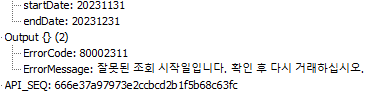 startDate: 20231131
endDate: 20231231
Output {} (2)
ErrorCode: 80002311
ErrorMessage: 잘못된 조회 시작일입니다. 확인 후 다시 거래하십시오.
API_SEQ: 666e37a97973e2ccbcd2b1f5b68c63fc